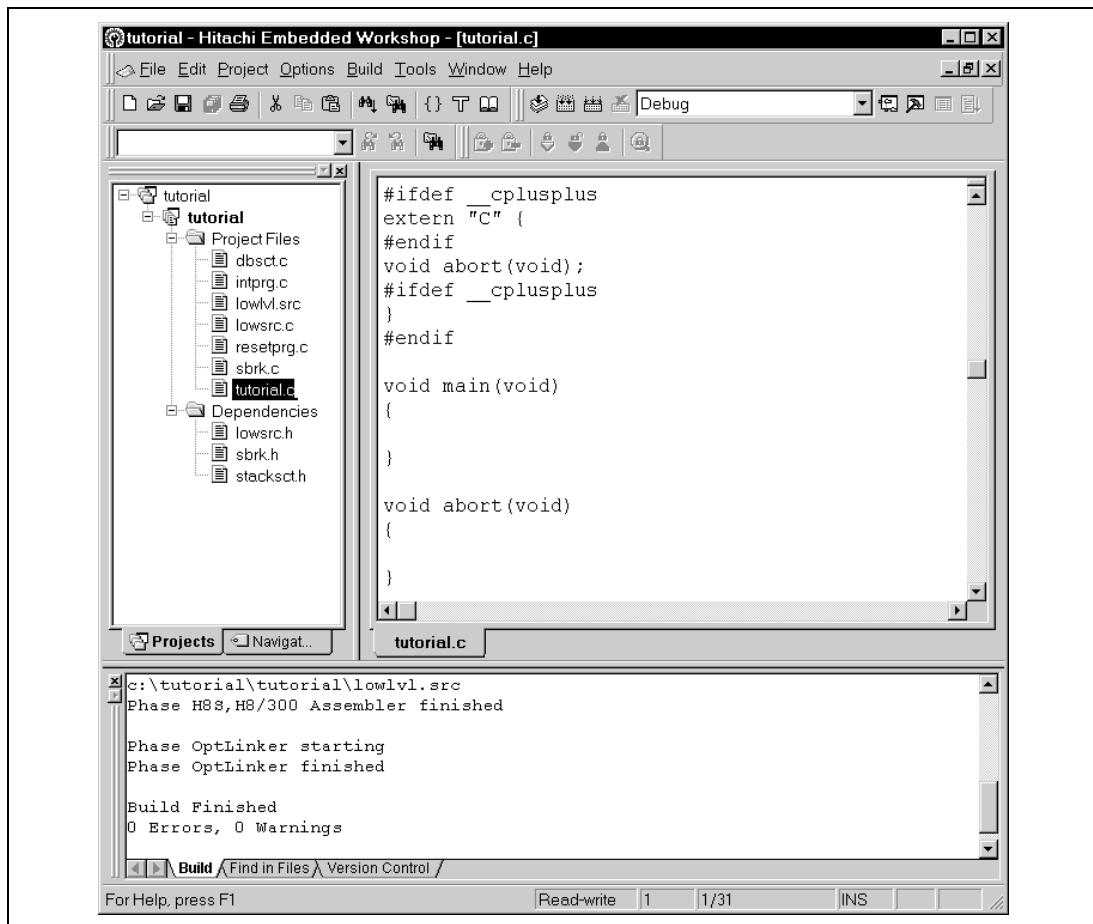 tutorial - Hitachi Embedded Workshop - [tutorial.c]
File Edit Project Options Build Tools Window Help
Debug
tutorial
tutorial
Project Files
dbsct.c
intprg.c
lowlvl.src
lowsrc.c
resetprg.c
sbrk.c
tutorial.c
Dependencies
lowsrc.h
sbrk.h
stacksct.h
Projects Navigat...
#ifdef __cplusplus
extern "C" {
#endif
void abort(void);
#ifdef __cplusplus
}
#endif
void main(void)
{
}
void abort(void)
{
}
tutorial.c
c:\tutorial\tutorial\lowlvl.src
Phase H8S,H8/300 Assembler finished
Phase OptLinker starting
Phase OptLinker finished
Build Finished
0 Errors, 0 Warnings
Build Find in Files Version Control
For Help, press F1 Read-write 1 1/31 INS